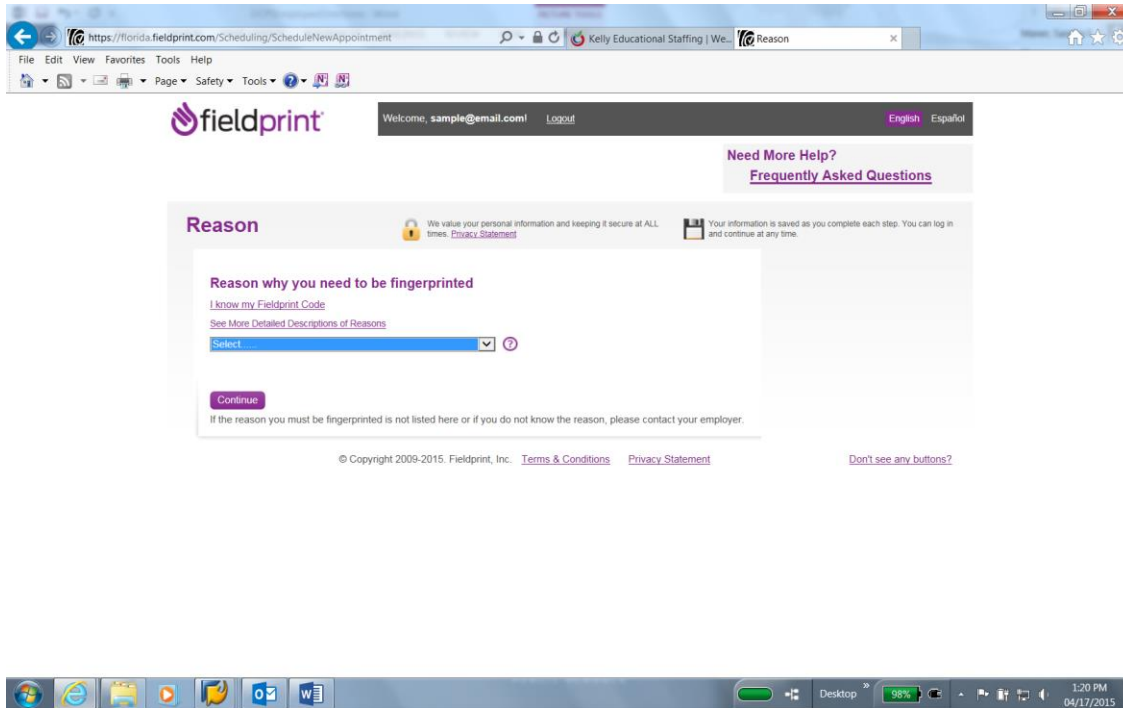 https://florida.fieldprint.com/Scheduling/ScheduleNewAppointment
Kelly Educational Staffing | We...
Reason
File Edit View Favorites Tools Help
Page Safety Tools
fieldprint
Welcome, sample@email.com! Logout
English Español
Need More Help?
Frequently Asked Questions
Reason
We value your personal information and keeping it secure at ALL
times. Privacy Statement
Your information is saved as you complete each step. You can log in
and continue at any time.
Reason why you need to be fingerprinted
I know my Fieldprint Code
See More Detailed Descriptions of Reasons
Select......
Continue
If the reason you must be fingerprinted is not listed here or if you do not know the reason, please contact your employer.
© Copyright 2009-2015. Fieldprint, Inc. Terms & Conditions Privacy Statement
Don't see any buttons?
Desktop
98%
1:20 PM
04/17/2015